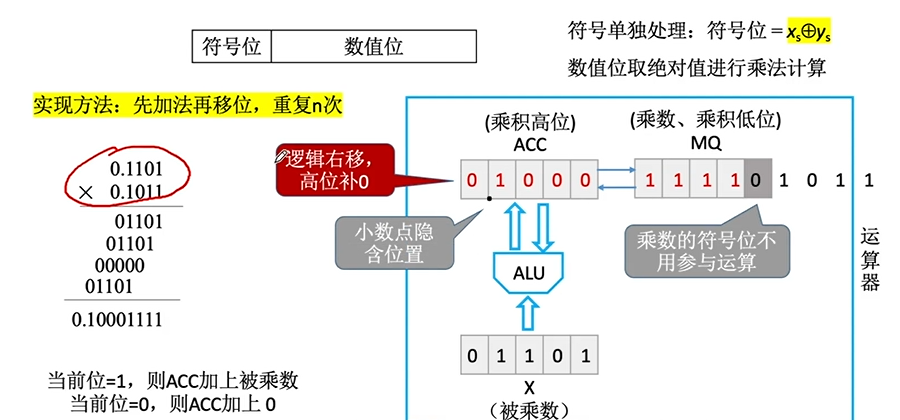 符号位 数值位
符号单独处理：符号位 = xs⊕ys
数值位取绝对值进行乘法计算
实现方法：先加法再移位，重复n次
0.1101
× 0.1011
01101
01101
00000
01101
0.10001111
当前位=1，则ACC加上被乘数
当前位=0，则ACC加上 0
逻辑右移，
高位补0
(乘积高位)
ACC
(乘数、乘积低位)
MQ
0 1 0 0 0
1 1 1 1 0 1 0 1 1
小数点隐
含位置
乘数的符号位不
用参与运算
ALU
0 1 1 0 1
X
（被乘数）
运算器